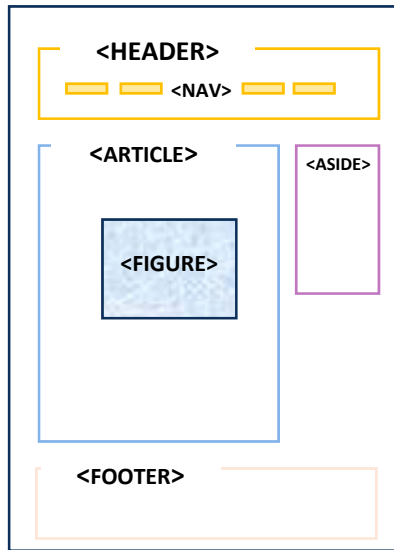 <HEADER>
<NAV>
<ARTICLE>
<ASIDE>
<FIGURE>
<FOOTER>